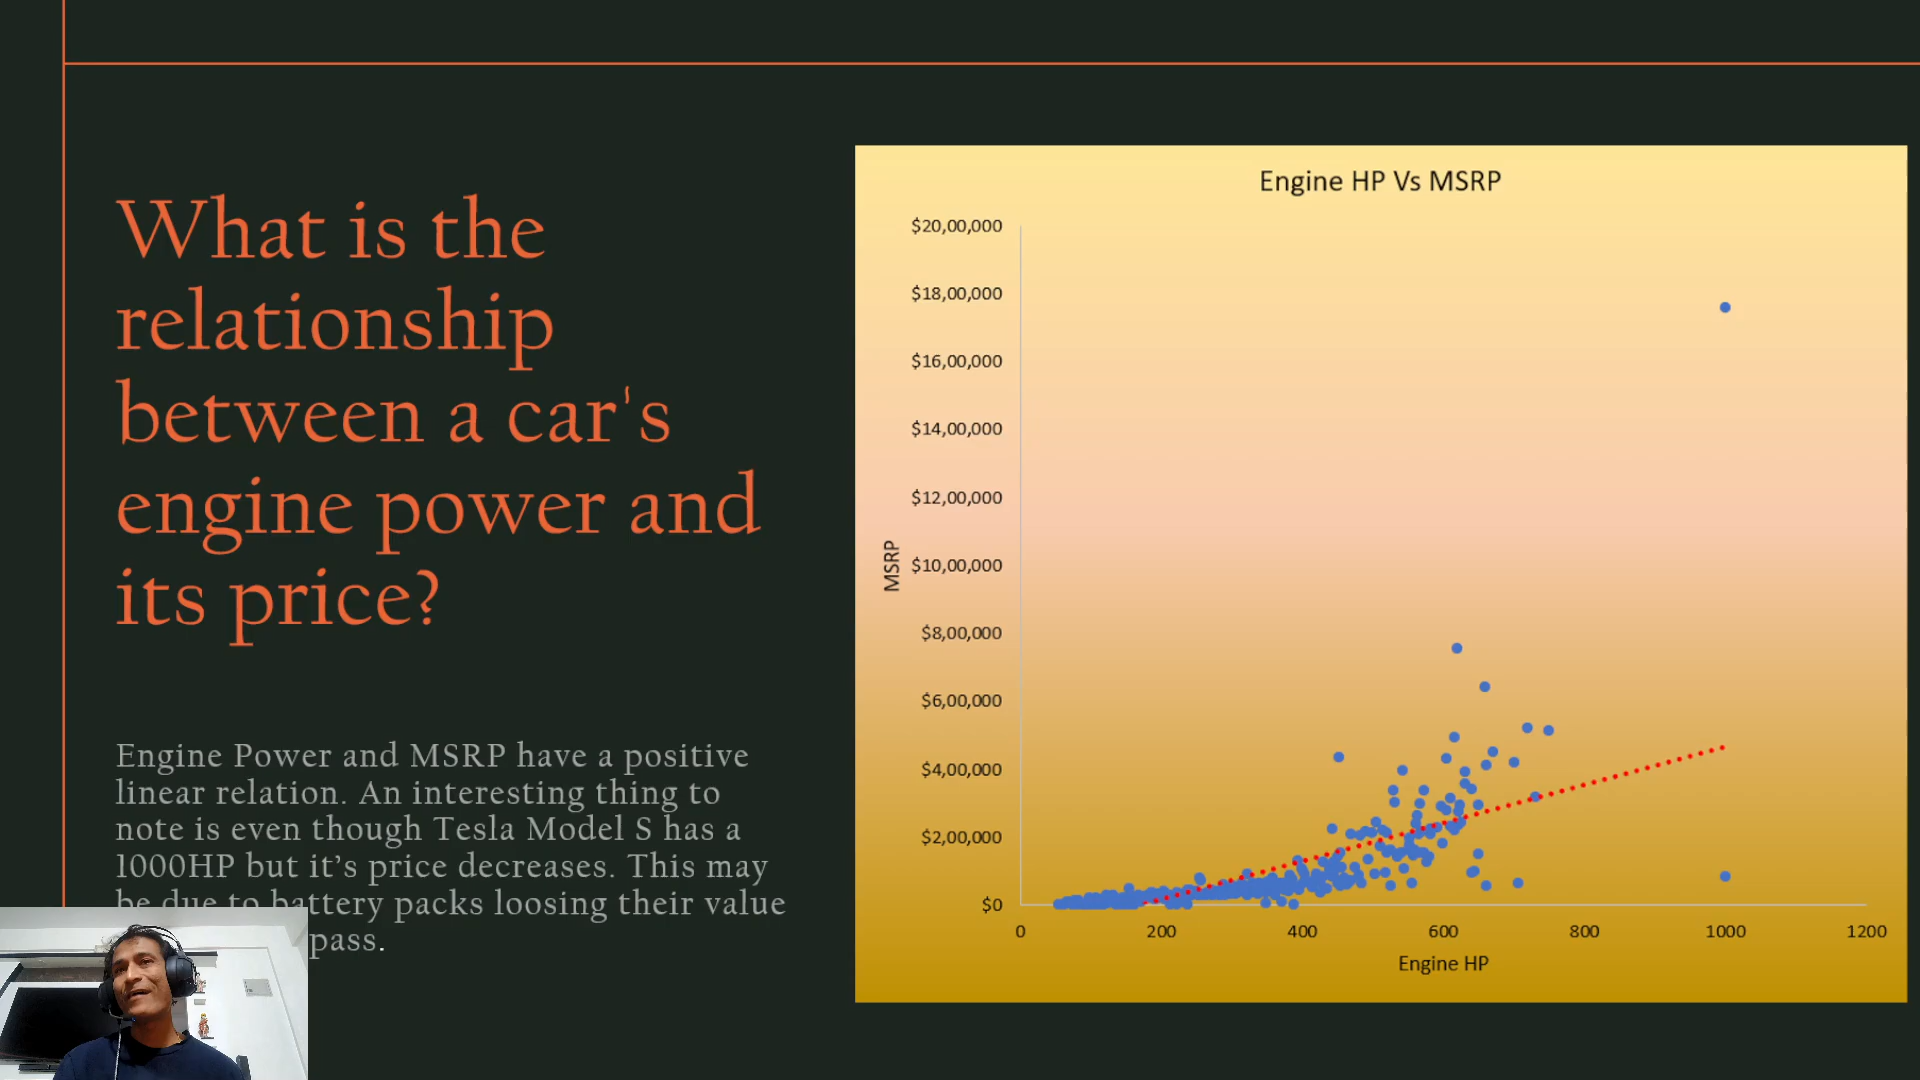 What is the
relationship
between a car's
engine power and
its price?
Engine Power and MSRP have a positive
linear relation. An interesting thing to
note is even though Tesla Model S has a
1000HP but it’s price decreases. This may
be due to battery packs loosing their value
pass.
Engine HP Vs MSRP
$20,00,000
$18,00,000
$16,00,000
$14,00,000
$12,00,000
$10,00,000
$8,00,000
$6,00,000
$4,00,000
$2,00,000
$0
MSRP
0 200 400 600 800 1000 1200
Engine HP